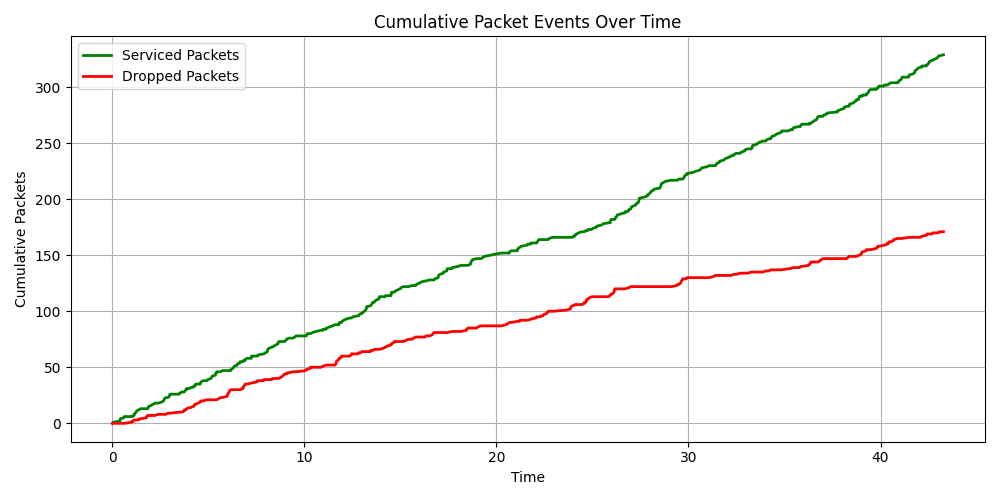 Cumulative Packet Events Over Time
Serviced Packets
Dropped Packets
Cumulative Packets
300
250
200
150
100
50
0
0 10 20 30 40
Time